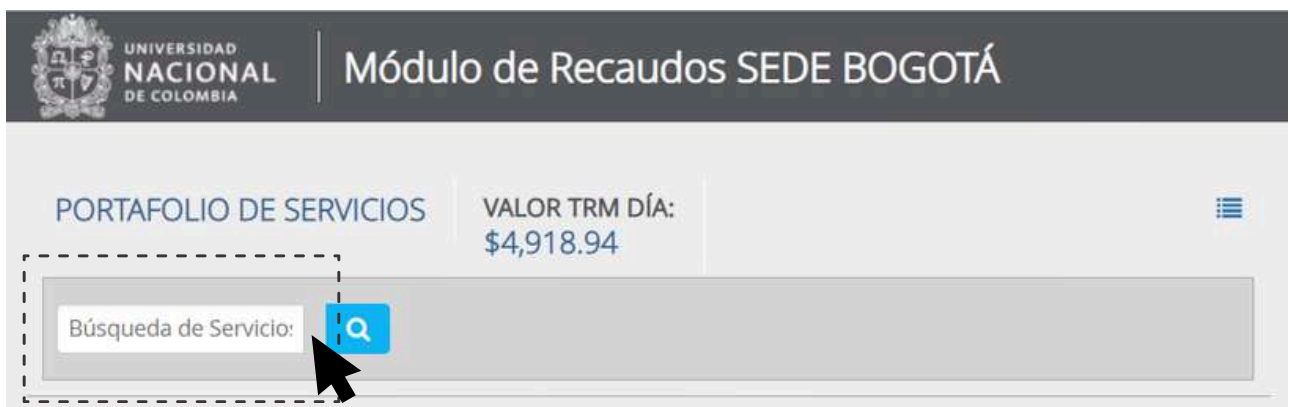 UNIVERSIDAD
NACIONAL
DE COLOMBIA
Módulo de Recaudos SEDE BOGOTÁ
PORTAFOLIO DE SERVICIOS
VALOR TRM DÍA:
$4,918.94
Búsqueda de Servicio